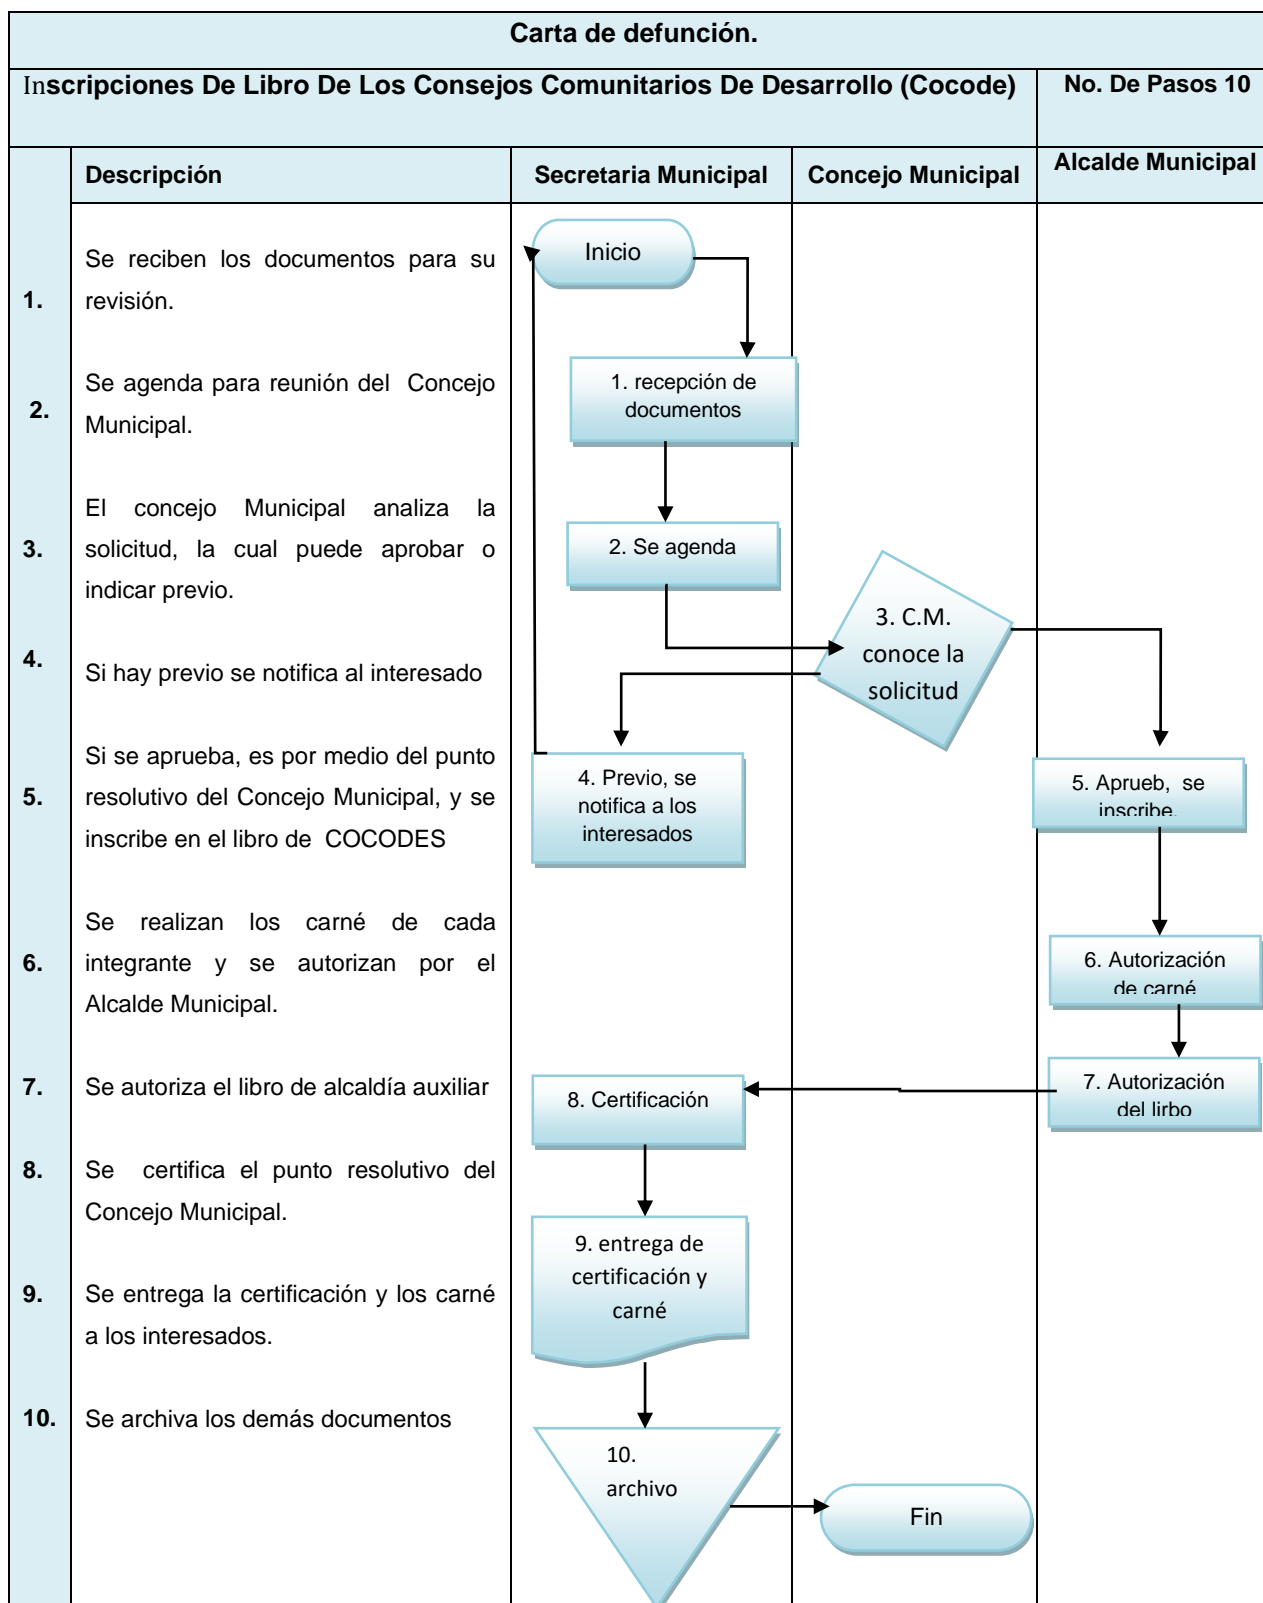 Carta de defunción.
Inscripciones De Libro De Los Consejos Comunitarios De Desarrollo (Cocode)
No. De Pasos 10
Descripción
Secretaria Municipal
Concejo Municipal
Alcalde Municipal
1.
Se reciben los documentos para su
revisión.
2.
Se agenda para reunión del Concejo
Municipal.
3.
El concejo Municipal analiza la
solicitud, la cual puede aprobar o
indicar previo.
4.
Si hay previo se notifica al interesado
5.
Si se aprueba, es por medio del punto
resolutivo del Concejo Municipal, y se
inscribe en el libro de COCODES
6.
Se realizan los carné de cada
integrante y se autorizan por el
Alcalde Municipal.
7.
Se autoriza el libro de alcaldía auxiliar
8.
Se certifica el punto resolutivo del
Concejo Municipal.
9.
Se entrega la certificación y los carné
a los interesados.
10.
Se archiva los demás documentos
Inicio
1. recepción de
documentos
2. Se agenda
3. C.M.
conoce la
solicitud
4. Previo, se
notifica a los
interesados
5. Aprueb, se
inscribe.
6. Autorización
de carné
7. Autorización
del lirbo
8. Certificación
9. entrega de
certificación y
carné
10.
archivo
Fin